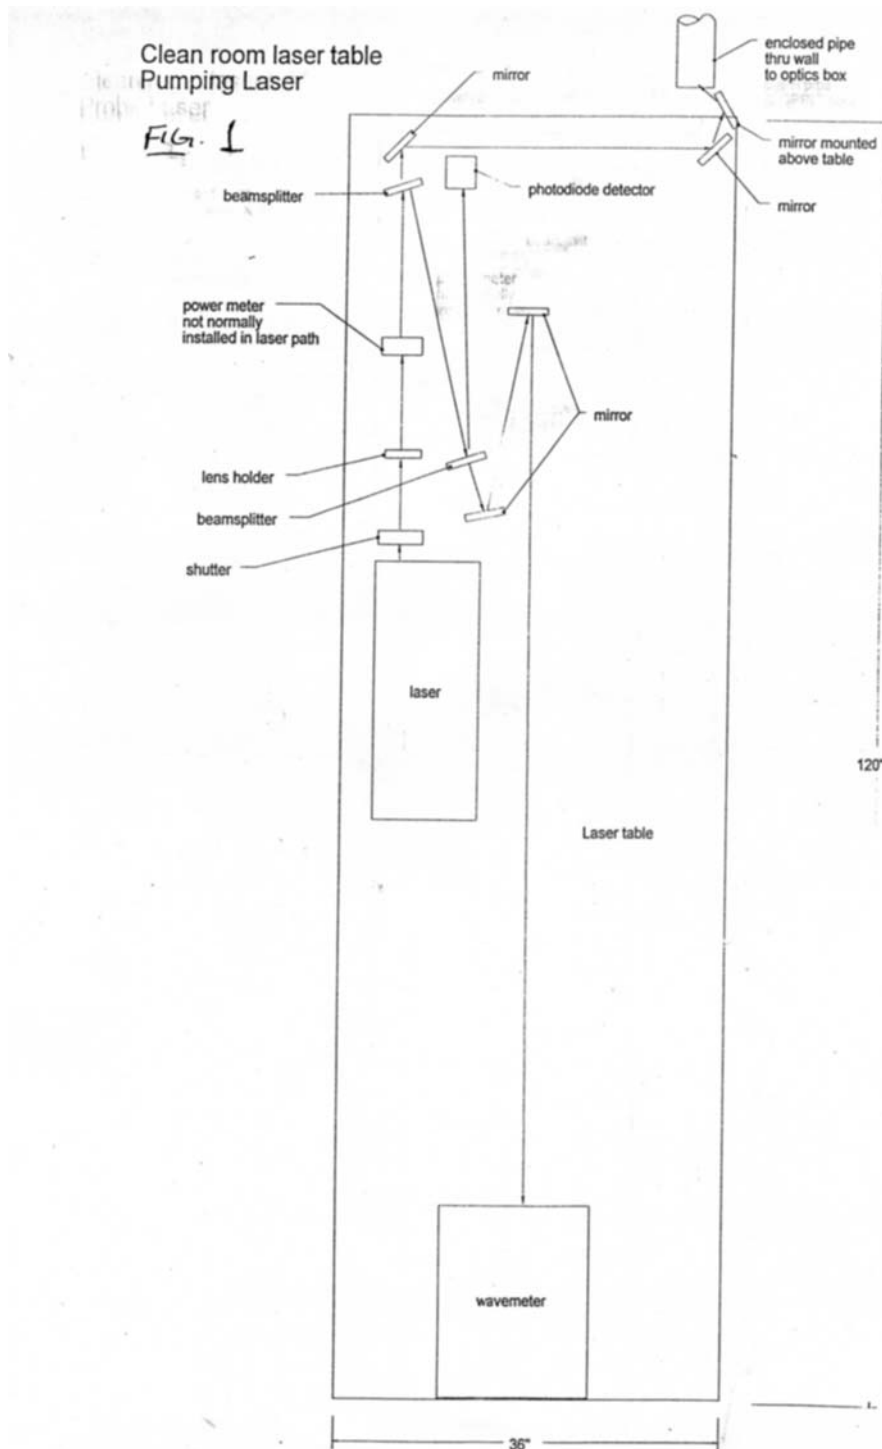 Clean room laser table
Pumping Laser
FIG. 1
mirror
enclosed pipe
thru wall
to optics box
mirror mounted
above table
mirror
beamsplitter
photodiode detector
power meter
not normally
installed in laser path
mirror
lens holder
beamsplitter
shutter
laser
120"
Laser table
wavemeter
36"